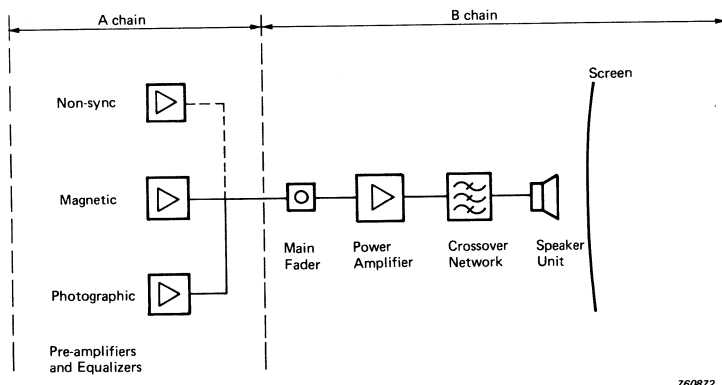 A chain
B chain
Screen
Non-sync
Magnetic
Main
Fader
Power
Amplifier
Crossover
Network
Speaker
Unit
Photographic
Pre-amplifiers
and Equalizers
760872